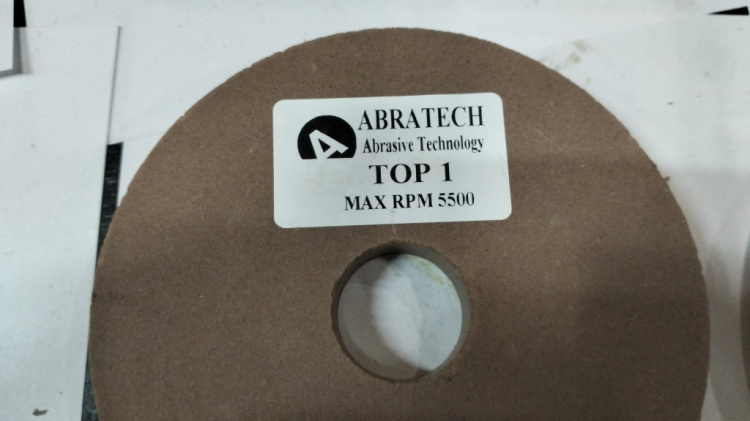 ABRATECH
Abrasive Technology
TOP 1
MAX RPM 5500